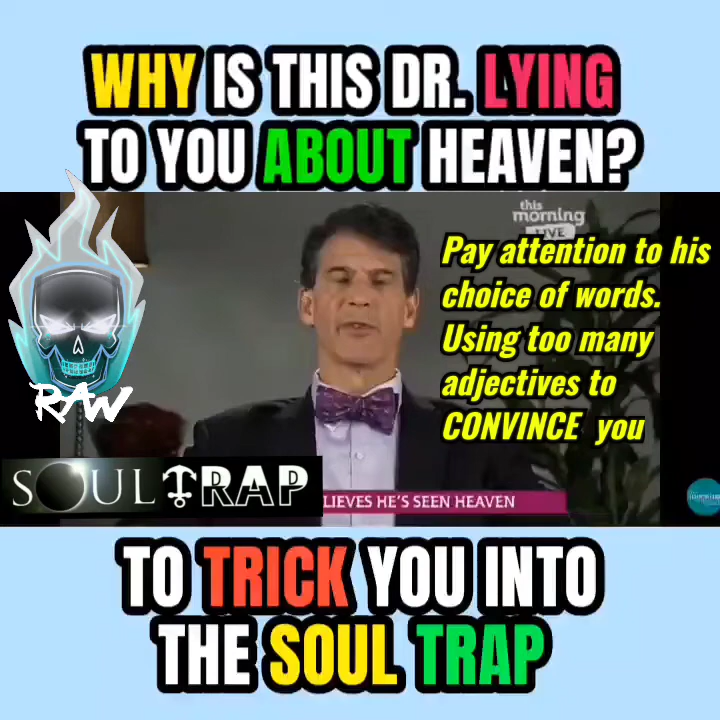 WHY IS THIS DR. LYING
TO YOU ABOUT HEAVEN?
this
morning
LIVE
Pay attention to his
choice of words.
Using too many
adjectives to
CONVINCE you
RAW
SOUL TRAP
LIEVES HE'S SEEN HEAVEN
TO TRICK YOU INTO
THE SOUL TRAP